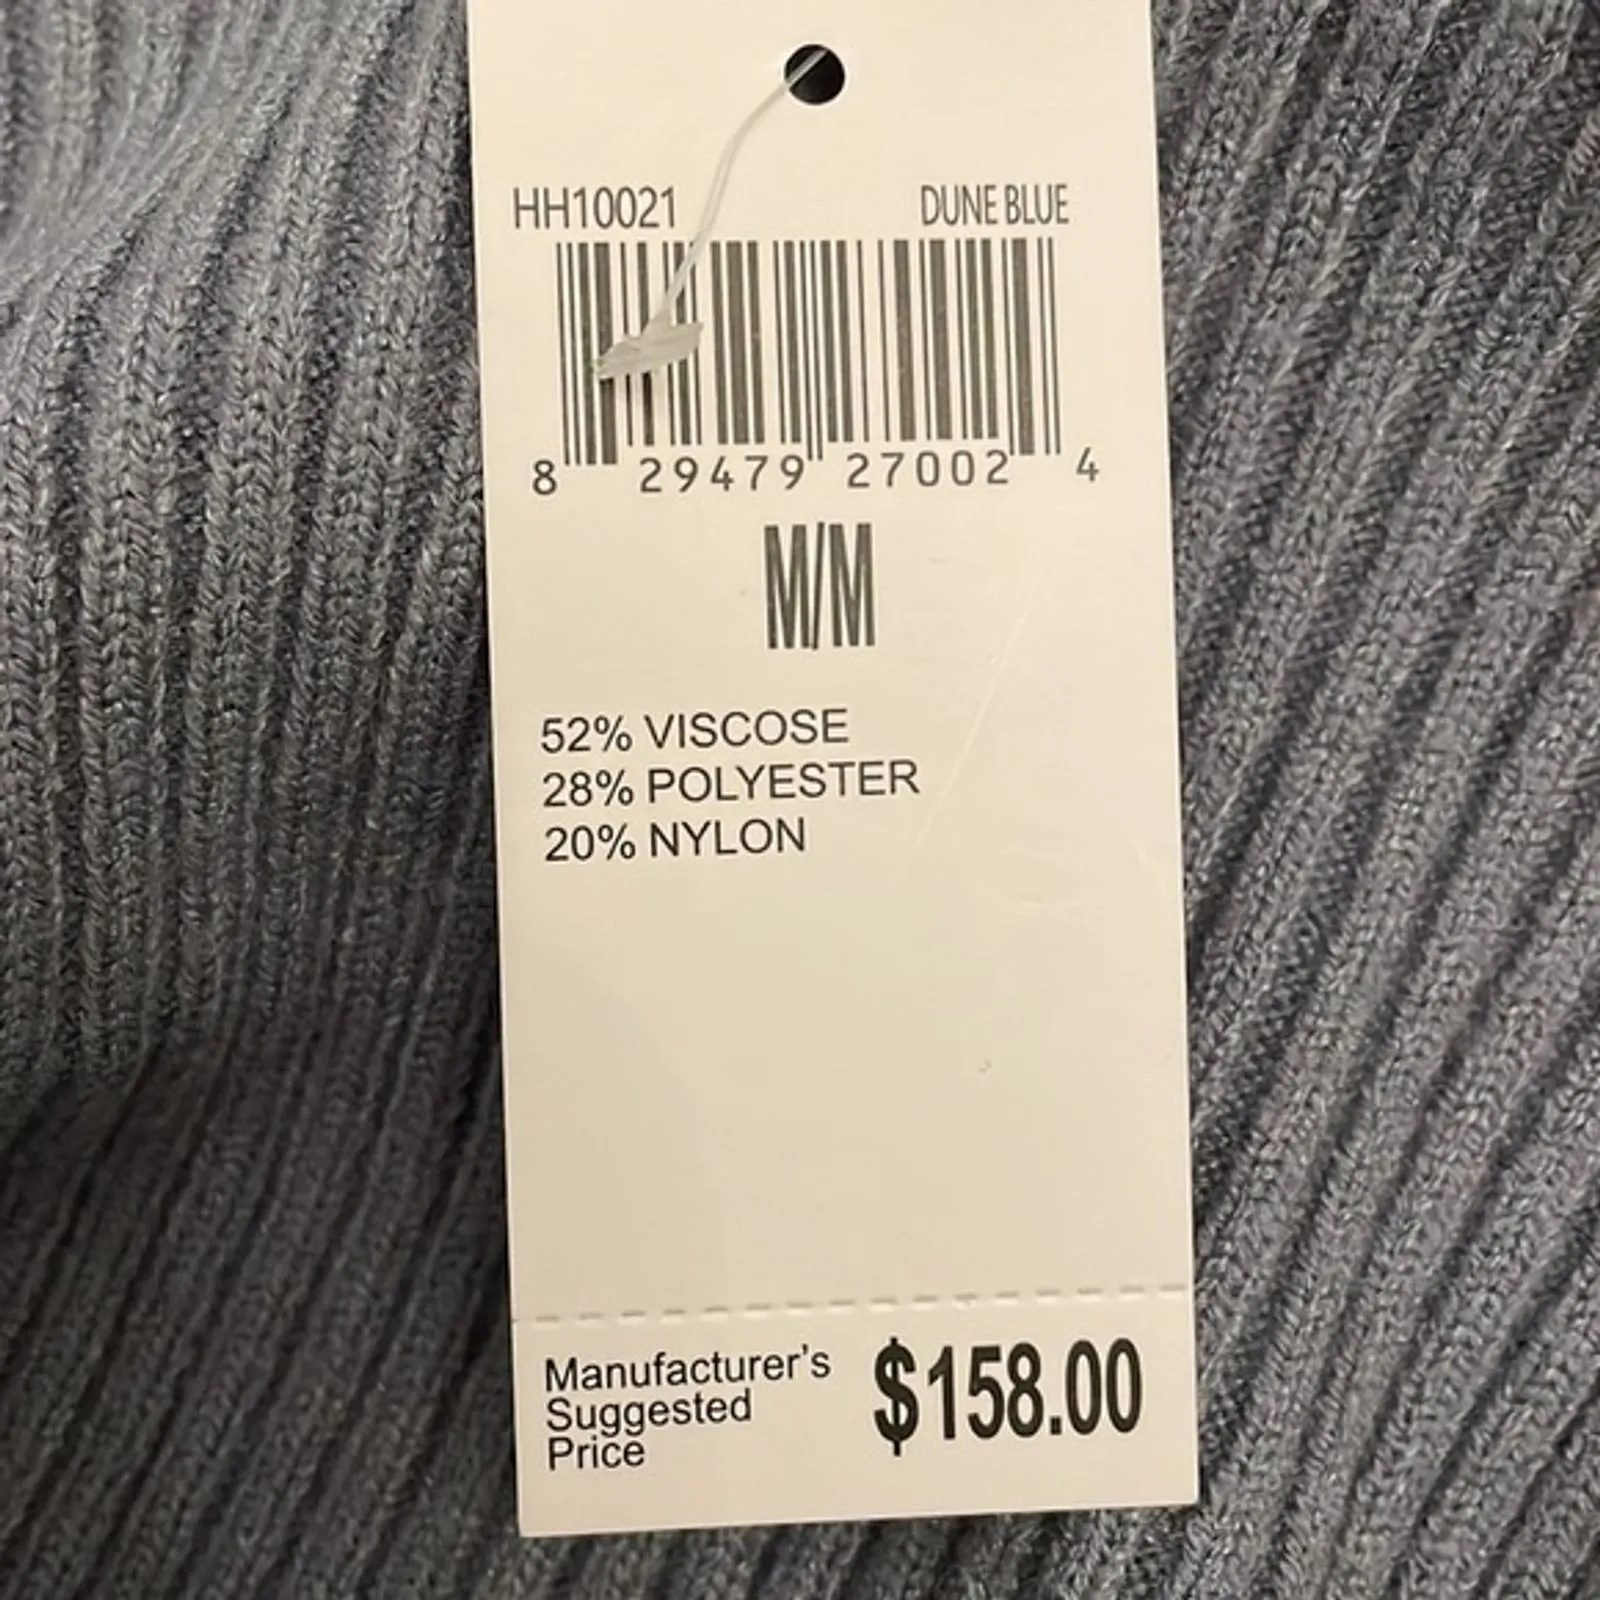 HH10021 DUNE BLUE
8 29479 27002 4
M/M
52% VISCOSE
28% POLYESTER
20% NYLON
Manufacturer's
Suggested
Price
$158.00